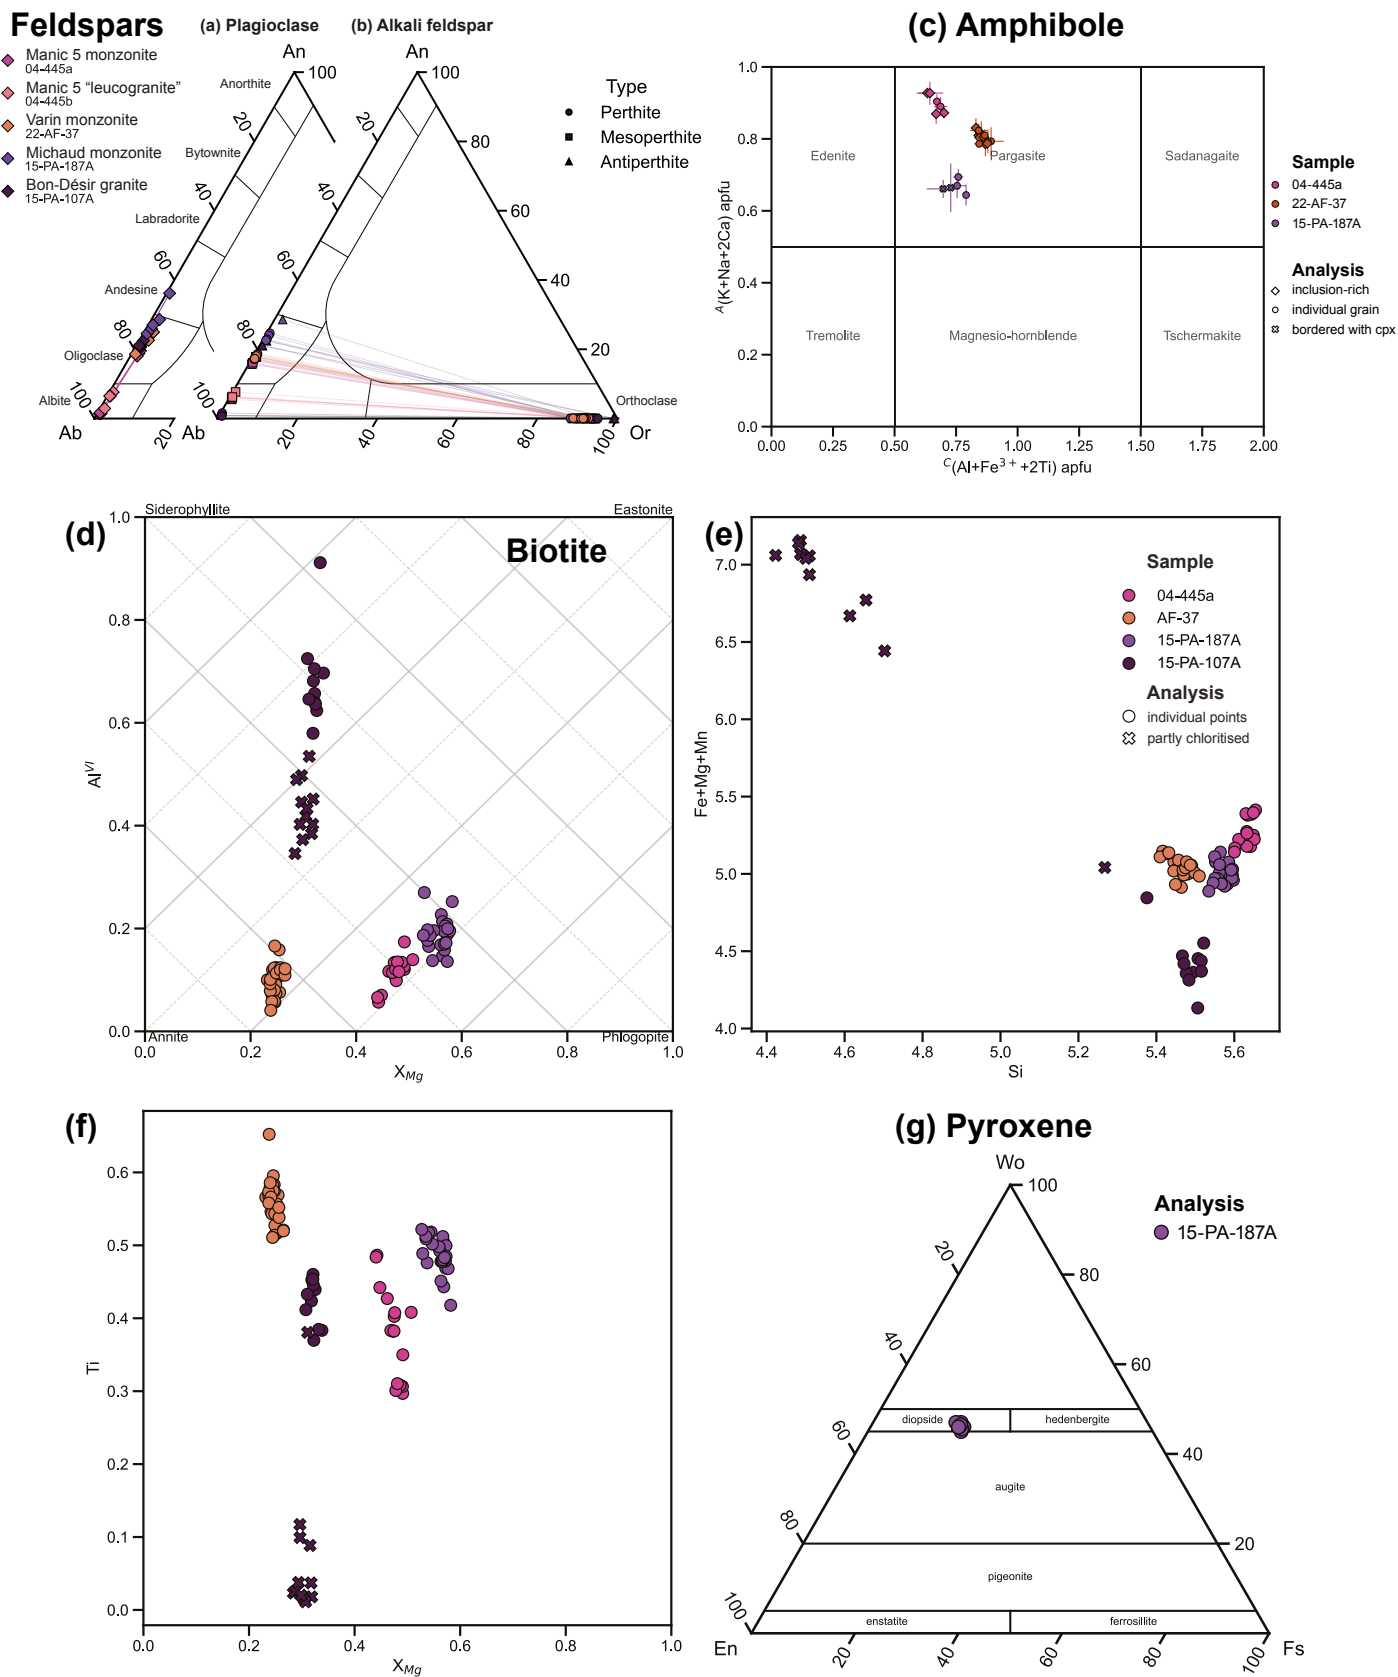 Feldspars
(a) Plagioclase
(b) Alkali feldspar
(c) Amphibole
Manic 5 monzonite
04-445a
Manic 5 “leucogranite”
04-445b
Varin monzonite
22-AF-37
Michaud monzonite
15-PA-187A
Bon-Désir granite
15-PA-107A
An
100
Anorthite
20
Bytownite
40
Labradorite
60
Andesine
80
Oligoclase
100
Albite
Ab
20
An
100
80
60
40
20
Orthoclase
Or
20
40
60
80
100
Ab
20
40
60
80
100
Type
Perthite
Mesoperthite
Antiperthite
1.0
0.8
0.6
0.4
0.2
0.0
A(K+Na+2Ca) apfu
Edenite
Pargasite
Sadanagaite
Tremolite
Magnesio-hornblende
Tschermakite
0.00
0.25
0.50
0.75
1.00
1.25
1.50
1.75
2.00
C(Al+Fe3+ +2Ti) apfu
Sample
04-445a
22-AF-37
15-PA-187A
Analysis
inclusion-rich
individual grain
bordered with cpx
(d)
Siderophyllite
Eastonite
Biotite
1.0
0.8
0.6
0.4
0.2
0.0
AlVI
Annite
Phlogopite
0.0
0.2
0.4
0.6
0.8
1.0
XMg
(e)
7.0
6.5
6.0
5.5
5.0
4.5
4.0
Fe+Mg+Mn
4.4
4.6
4.8
5.0
5.2
5.4
5.6
Si
Sample
04-445a
AF-37
15-PA-187A
15-PA-107A
Analysis
individual points
partly chloritised
(f)
0.6
0.5
0.4
0.3
0.2
0.1
0.0
Ti
0.0
0.2
0.4
0.6
0.8
1.0
XMg
(g) Pyroxene
Wo
100
80
60
40
20
20
40
60
80
100
Analysis
15-PA-187A
diopside
hedenbergite
augite
pigeonite
enstatite
ferrosillite
En
20
40
60
80
100
Fs